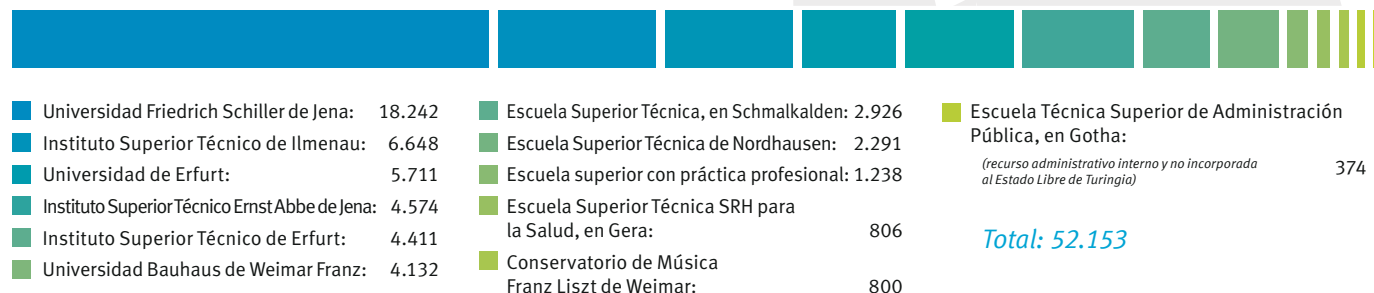 Universidad Friedrich Schiller de Jena: 18.242
Instituto Superior Técnico de Ilmenau: 6.648
Universidad de Erfurt: 5.711
Instituto Superior Técnico Ernst Abbe de Jena: 4.574
Instituto Superior Técnico de Erfurt: 4.411
Universidad Bauhaus de Weimar Franz: 4.132
Escuela Superior Técnica, en Schmalkalden: 2.926
Escuela Superior Técnica de Nordhausen: 2.291
Escuela superior con práctica profesional: 1.238
Escuela Superior Técnica SRH para
la Salud, en Gera: 806
Conservatorio de Música
Franz Liszt de Weimar: 800
Escuela Técnica Superior de Administración
Pública, en Gotha:
(recurso administrativo interno y no incorporada
al Estado Libre de Turingia) 374
Total: 52.153